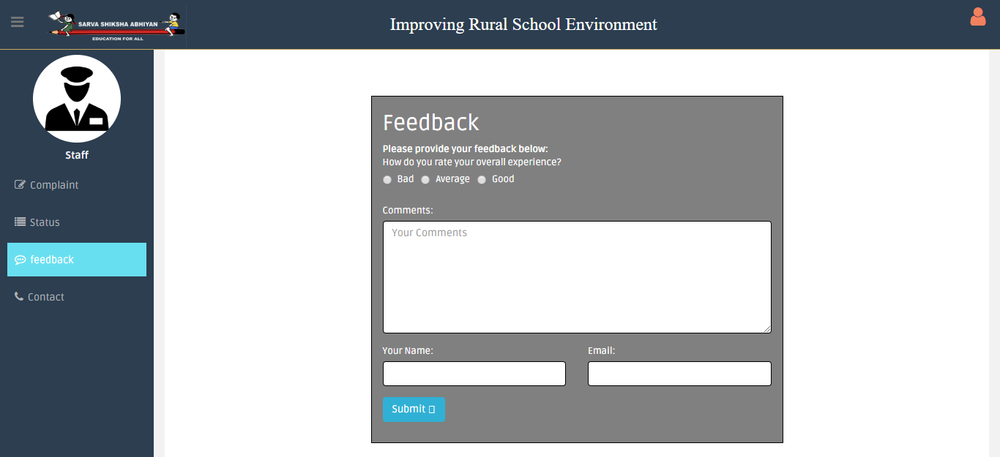 SARVA SHIKSHA ABHIYAN
EDUCATION FOR ALL
Improving Rural School Environment
Staff
Complaint
Status
feedback
Contact
Feedback
Please provide your feedback below:
How do you rate your overall experience?
Bad Average Good
Comments:
Your Comments
Your Name: Email:
Submit